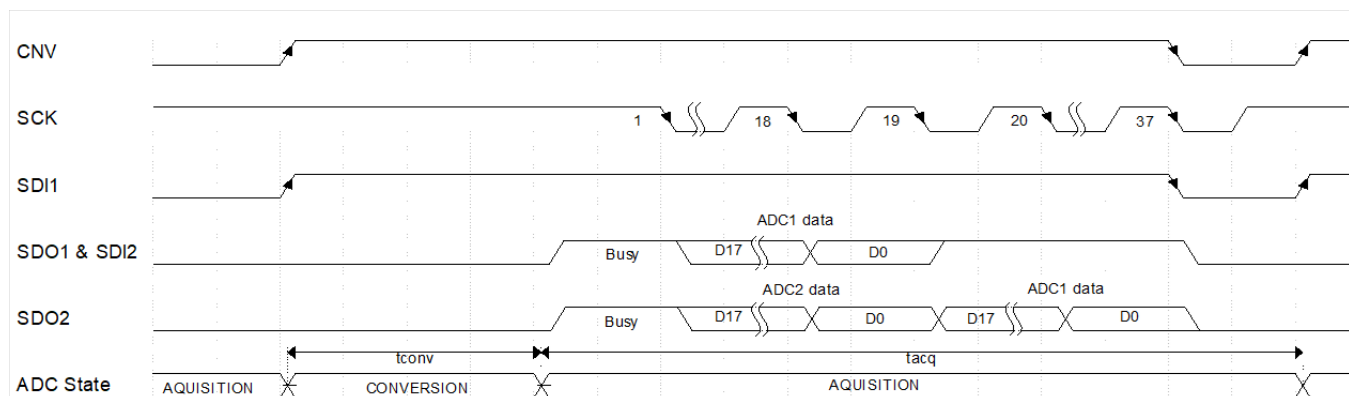 CNV
SCK 1 18 19 20 37
SDI1
ADC1 data
SDO1 & SDI2 Busy D17 D0
ADC2 data ADC1 data
SDO2 Busy D17 D0 D17 D0
tconv tacq
ADC State AQUISITION CONVERSION AQUISITION